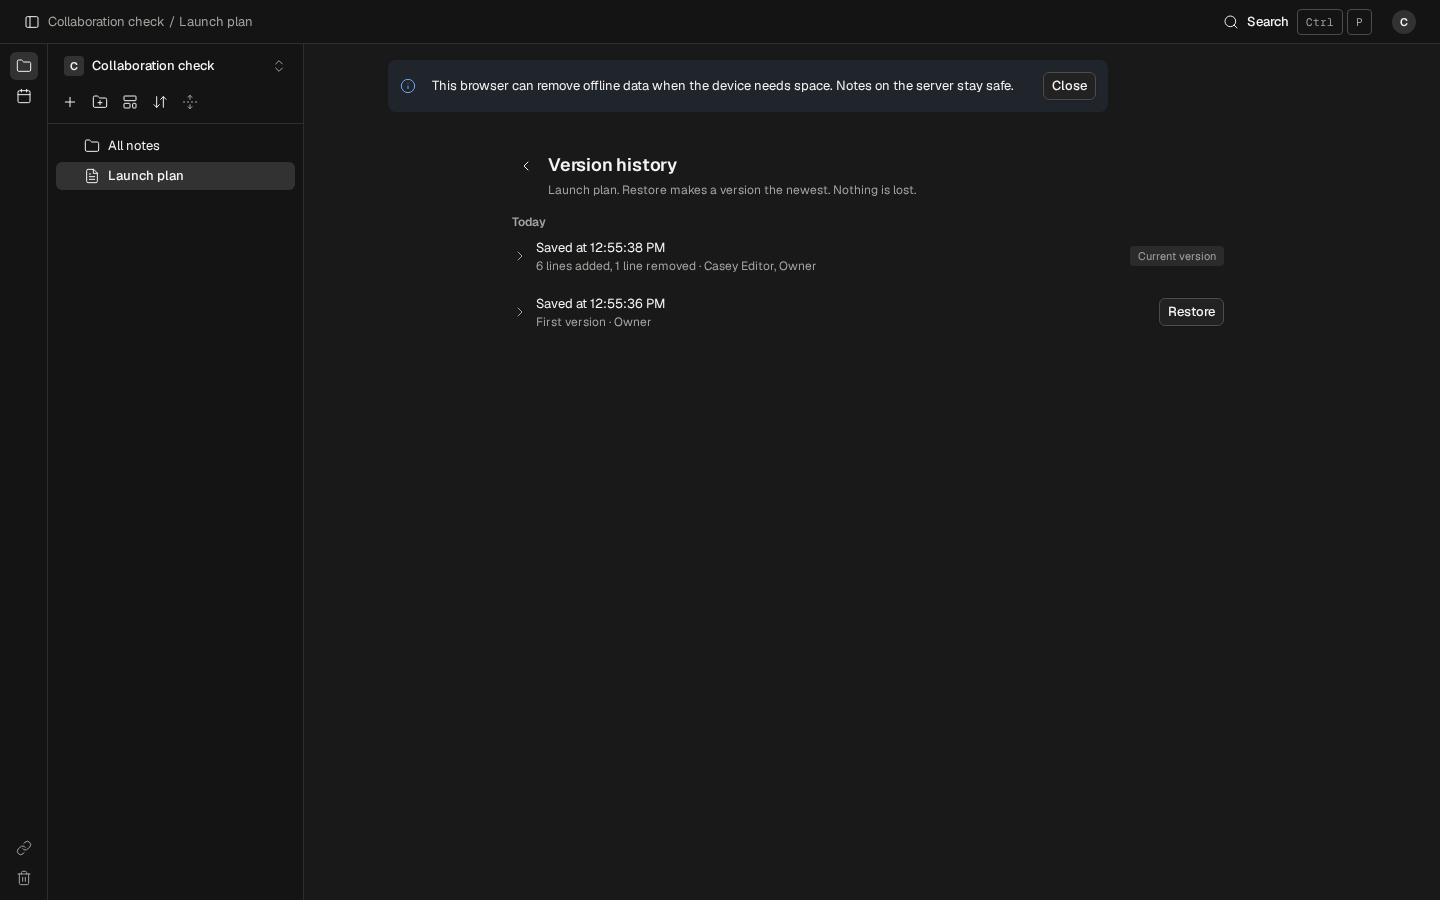 Collaboration check / Launch plan
Search Ctrl P C
C Collaboration check
All notes
Launch plan
This browser can remove offline data when the device needs space. Notes on the server stay safe. Close
Version history
Launch plan. Restore makes a version the newest. Nothing is lost.
Today
Saved at 12:55:38 PM
6 lines added, 1 line removed · Casey Editor, Owner
Current version
Saved at 12:55:36 PM
First version · Owner
Restore